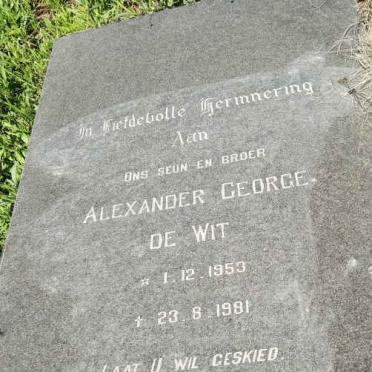 In Liefdevolle Herinnering
Aan
ONS SEUN EN BROER
ALEXANDER GEORGE
DE WIT
* 1.12.1953
† 23.8.1981
LAAT U WIL GESKIED.